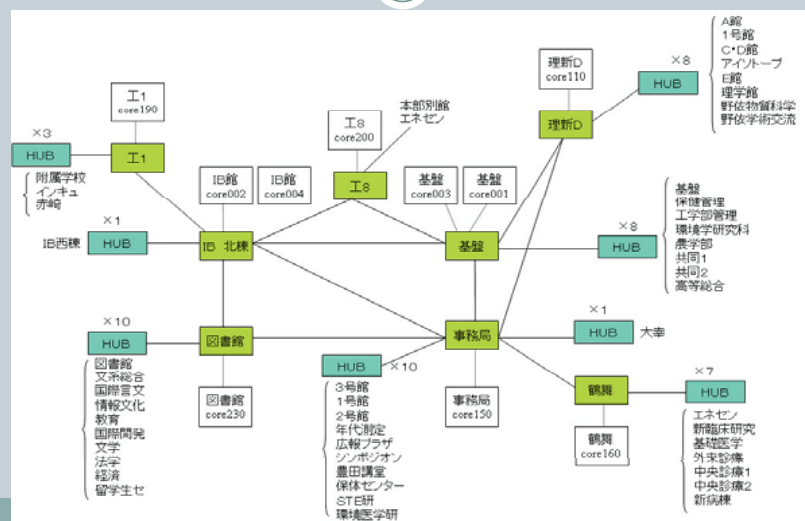 工1
core190
×3
HUB
工1
附属学校
インキュ
赤崎
×1
IB西棟
HUB
IB館
core002
IB館
core004
IB 北棟
工8
core200
本部別館
エネセン
工8
基盤
core003
基盤
core001
基盤
理新D
core110
理新D
×8
HUB
A館
1号館
C・D館
アイソトープ
E館
理学館
野依物質科学
野依学術交流
×8
HUB
基盤
保健管理
工学部管理
環境学研究科
農学部
共同1
共同2
高等総合
×10
HUB
図書館
図書館
core230
図書館
文系総合
国際言文
情報文化
教育
国際開発
文学
法学
経済
留学生セ
HUB
×10
3号館
1号館
2号館
年代測定
広報プラザ
シンポジオン
豊田講堂
保体センター
STE研
環境医学研
事務局
事務局
core150
×1
HUB
大幸
鶴舞
鶴舞
core160
×7
HUB
エネセン
新臨床研究
基礎医学
外来診療
中央診療1
中央診療2
新病棟